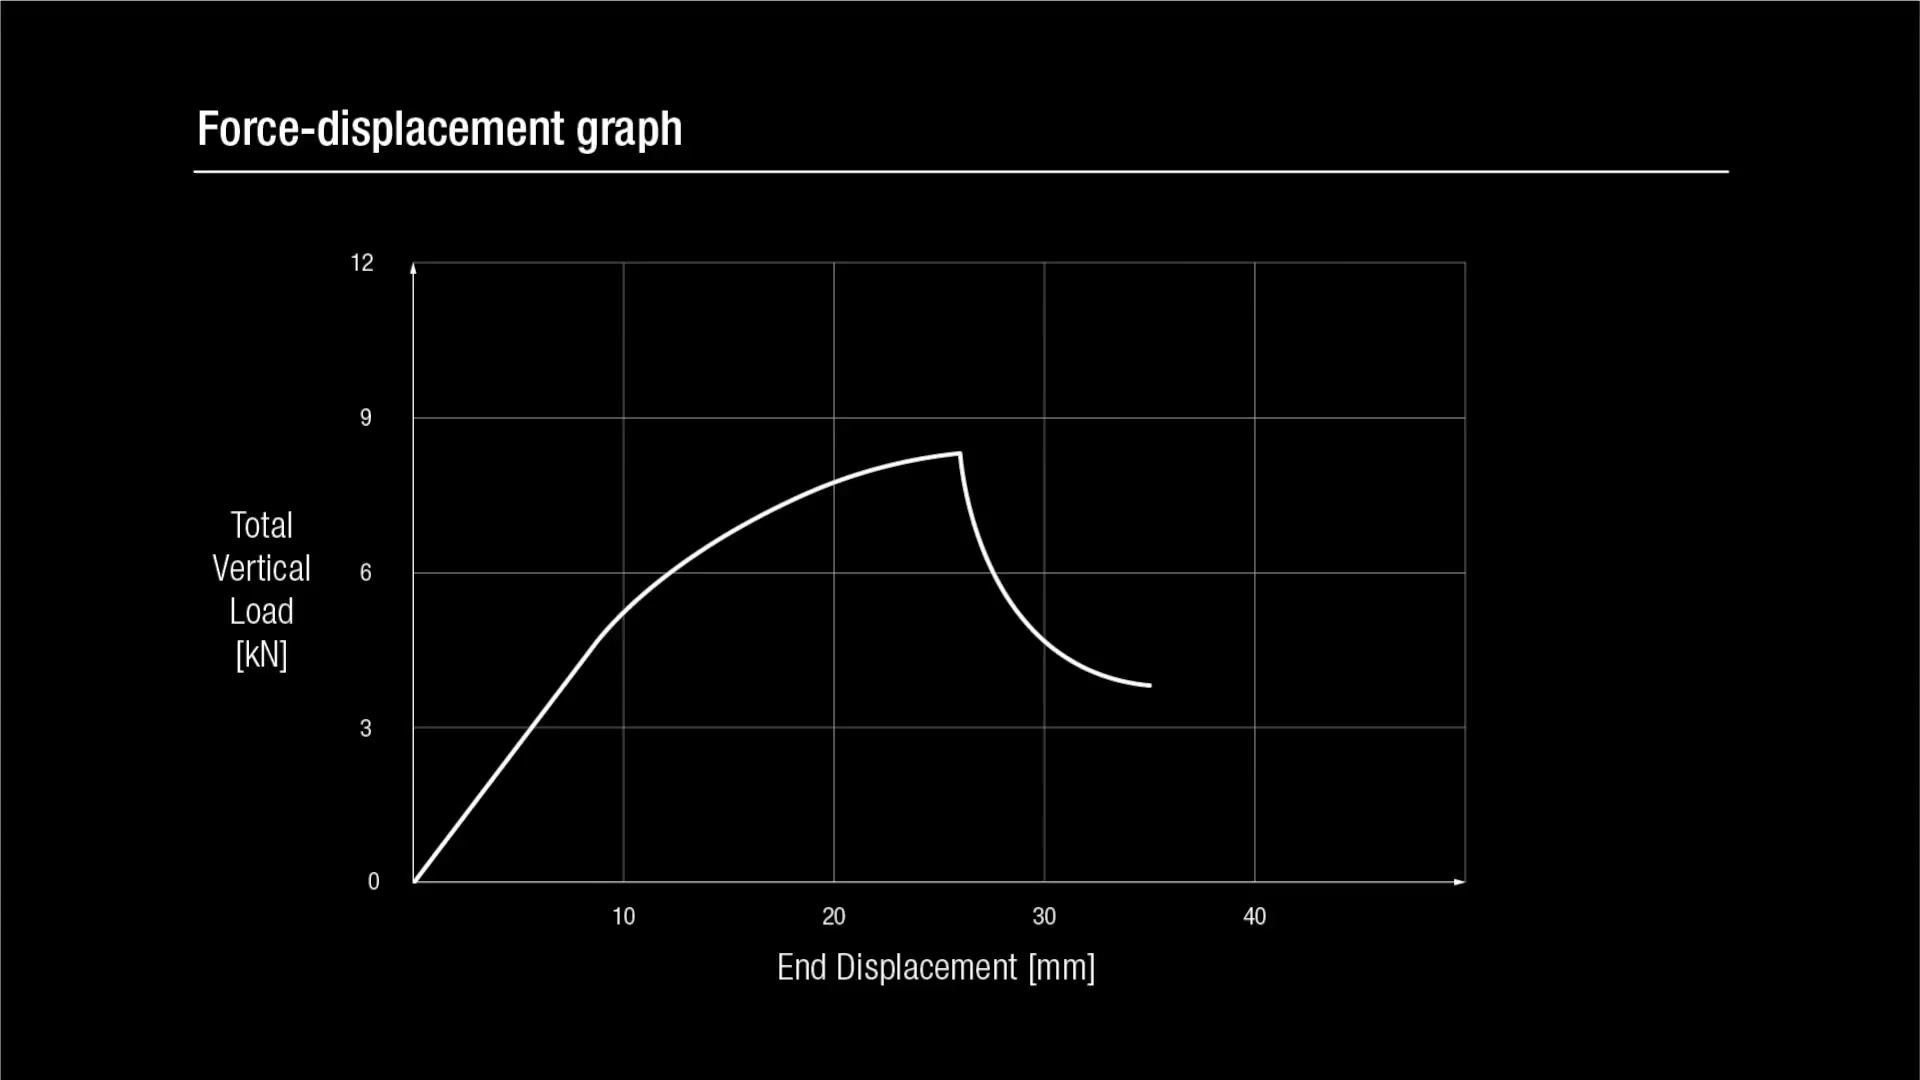 Force-displacement graph
12
9
Total
Vertical
Load
[kN]
6
3
0
10
20
30
40
End Displacement [mm]